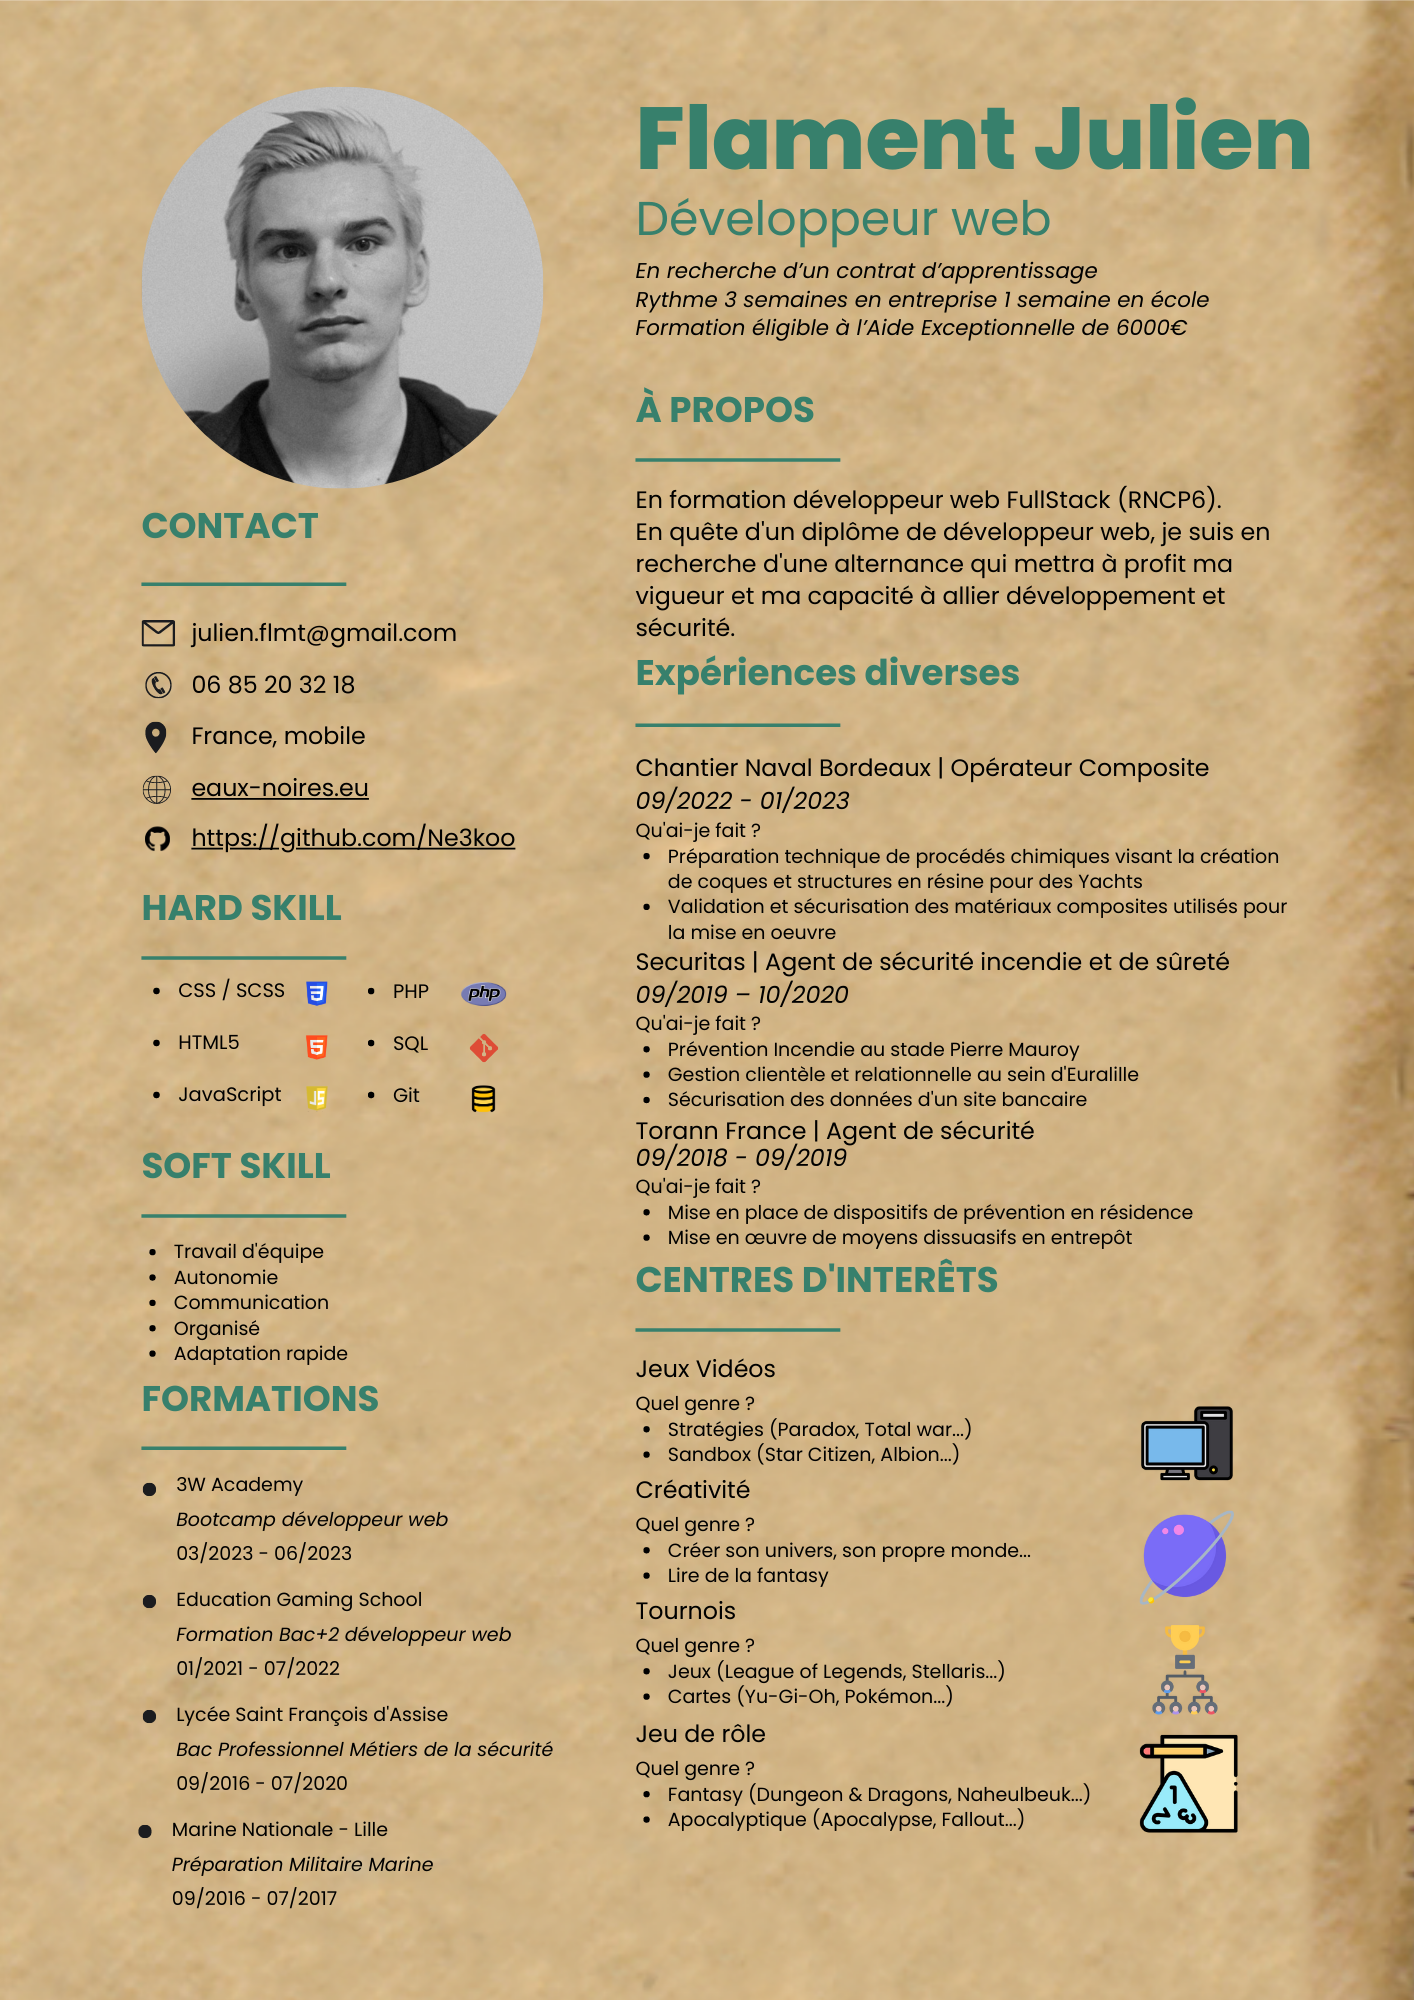 Flament Julien
Développeur web
En recherche d’un contrat d’apprentissage
Rythme 3 semaines en entreprise 1 semaine en école
Formation éligible à l’Aide Exceptionnelle de 6000€
CONTACT
julien.flmt@gmail.com
06 85 20 32 18
France, mobile
eaux-noires.eu
https://github.com/Ne3koo
HARD SKILL
• CSS / SCSS
• PHP php
• HTML5 5
• SQL
• JavaScript JS
• Git
SOFT SKILL
• Travail d'équipe
• Autonomie
• Communication
• Organisé
• Adaptation rapide
FORMATIONS
• 3W Academy
Bootcamp développeur web
03/2023 - 06/2023
• Education Gaming School
Formation Bac+2 développeur web
01/2021 - 07/2022
• Lycée Saint François d'Assise
Bac Professionnel Métiers de la sécurité
09/2016 - 07/2020
• Marine Nationale - Lille
Préparation Militaire Marine
09/2016 - 07/2017
À PROPOS
En formation développeur web FullStack (RNCP6).
En quête d'un diplôme de développeur web, je suis en
recherche d'une alternance qui mettra à profit ma
vigueur et ma capacité à allier développement et
sécurité.
Expériences diverses
Chantier Naval Bordeaux | Opérateur Composite
09/2022 - 01/2023
Qu'ai-je fait ?
• Préparation technique de procédés chimiques visant la création
de coques et structures en résine pour des Yachts
• Validation et sécurisation des matériaux composites utilisés pour
la mise en oeuvre
Securitas | Agent de sécurité incendie et de sûreté
09/2019 – 10/2020
Qu'ai-je fait ?
• Prévention Incendie au stade Pierre Mauroy
• Gestion clientèle et relationnelle au sein d'Euralille
• Sécurisation des données d'un site bancaire
Torann France | Agent de sécurité
09/2018 - 09/2019
Qu'ai-je fait ?
• Mise en place de dispositifs de prévention en résidence
• Mise en œuvre de moyens dissuasifs en entrepôt
CENTRES D'INTERÊTS
Jeux Vidéos
Quel genre ?
• Stratégies (Paradox, Total war...)
• Sandbox (Star Citizen, Albion...)
Créativité
Quel genre ?
• Créer son univers, son propre monde...
• Lire de la fantasy
Tournois
Quel genre ?
• Jeux (League of Legends, Stellaris...)
• Cartes (Yu-Gi-Oh, Pokémon...)
Jeu de rôle
Quel genre ?
• Fantasy (Dungeon & Dragons, Naheulbeuk...)
• Apocalyptique (Apocalypse, Fallout...)
1
2 3